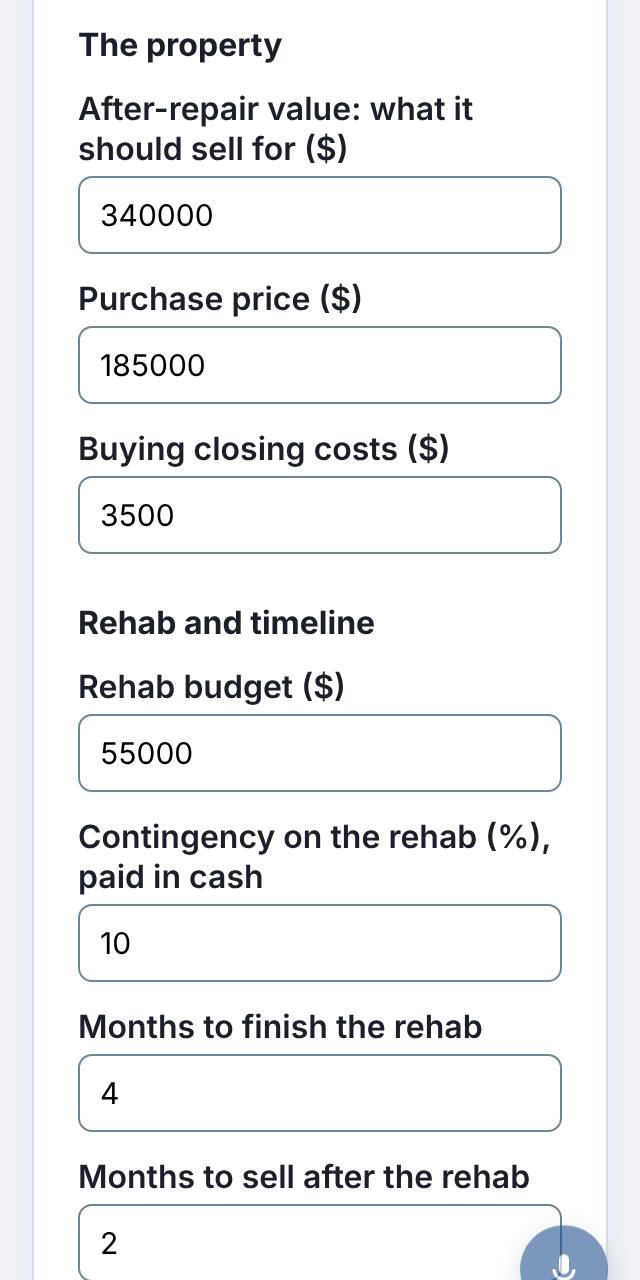 The property
After-repair value: what it
should sell for ($)
340000
Purchase price ($)
185000
Buying closing costs ($)
3500
Rehab and timeline
Rehab budget ($)
55000
Contingency on the rehab (%),
paid in cash
10
Months to finish the rehab
4
Months to sell after the rehab
2